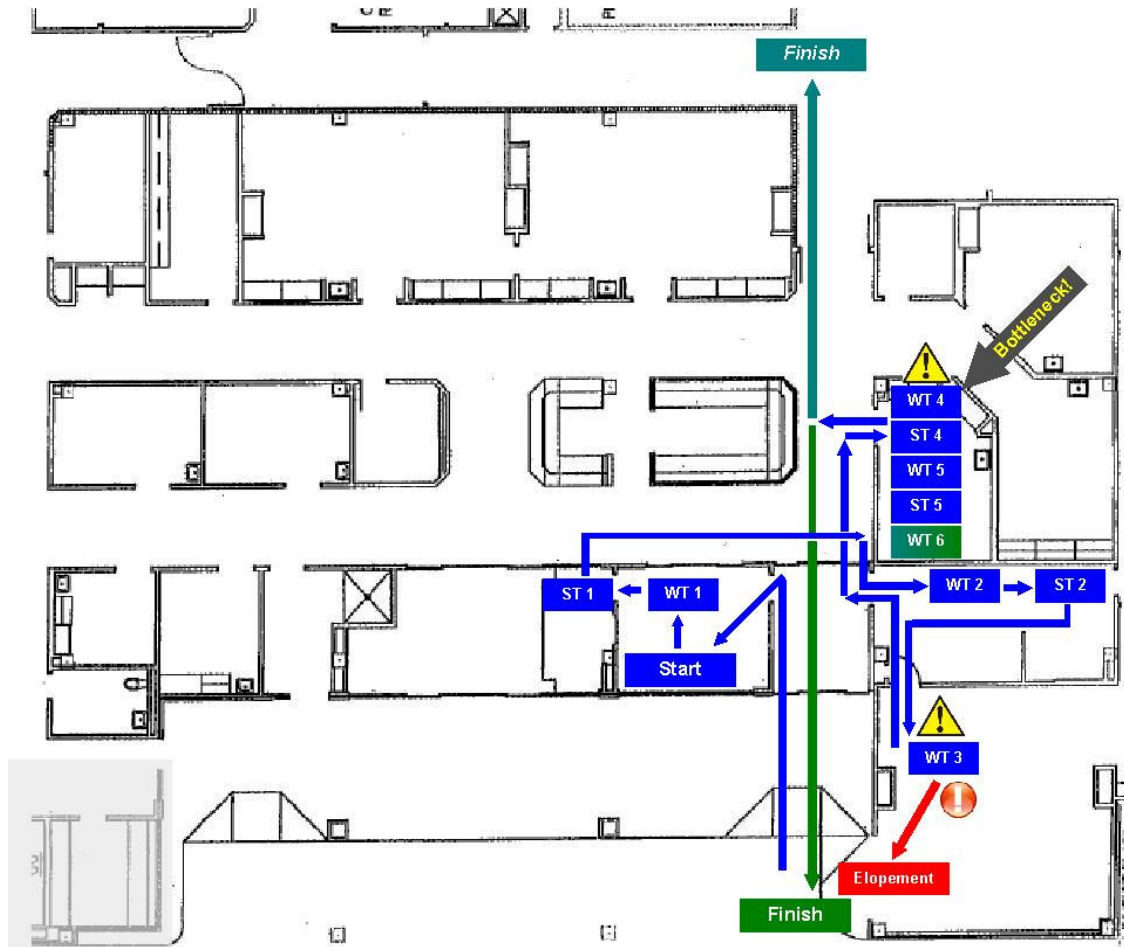 Finish
Bottleneck!
WT 4
ST 4
WT 5
ST 5
WT 6
ST 1
WT 1
WT 2
ST 2
Start
WT 3
Elopement
Finish